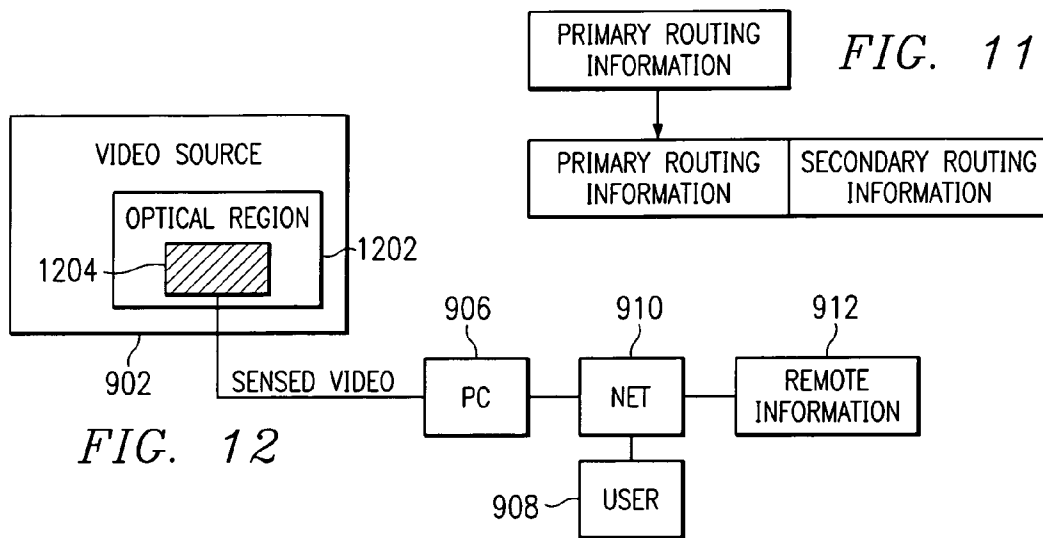 PRIMARY ROUTING
INFORMATION
FIG. 11
PRIMARY ROUTING
INFORMATION
SECONDARY ROUTING
INFORMATION
VIDEO SOURCE
OPTICAL REGION
1204
1202
902
SENSED VIDEO
906
PC
910
NET
912
REMOTE
INFORMATION
908
USER
FIG. 12